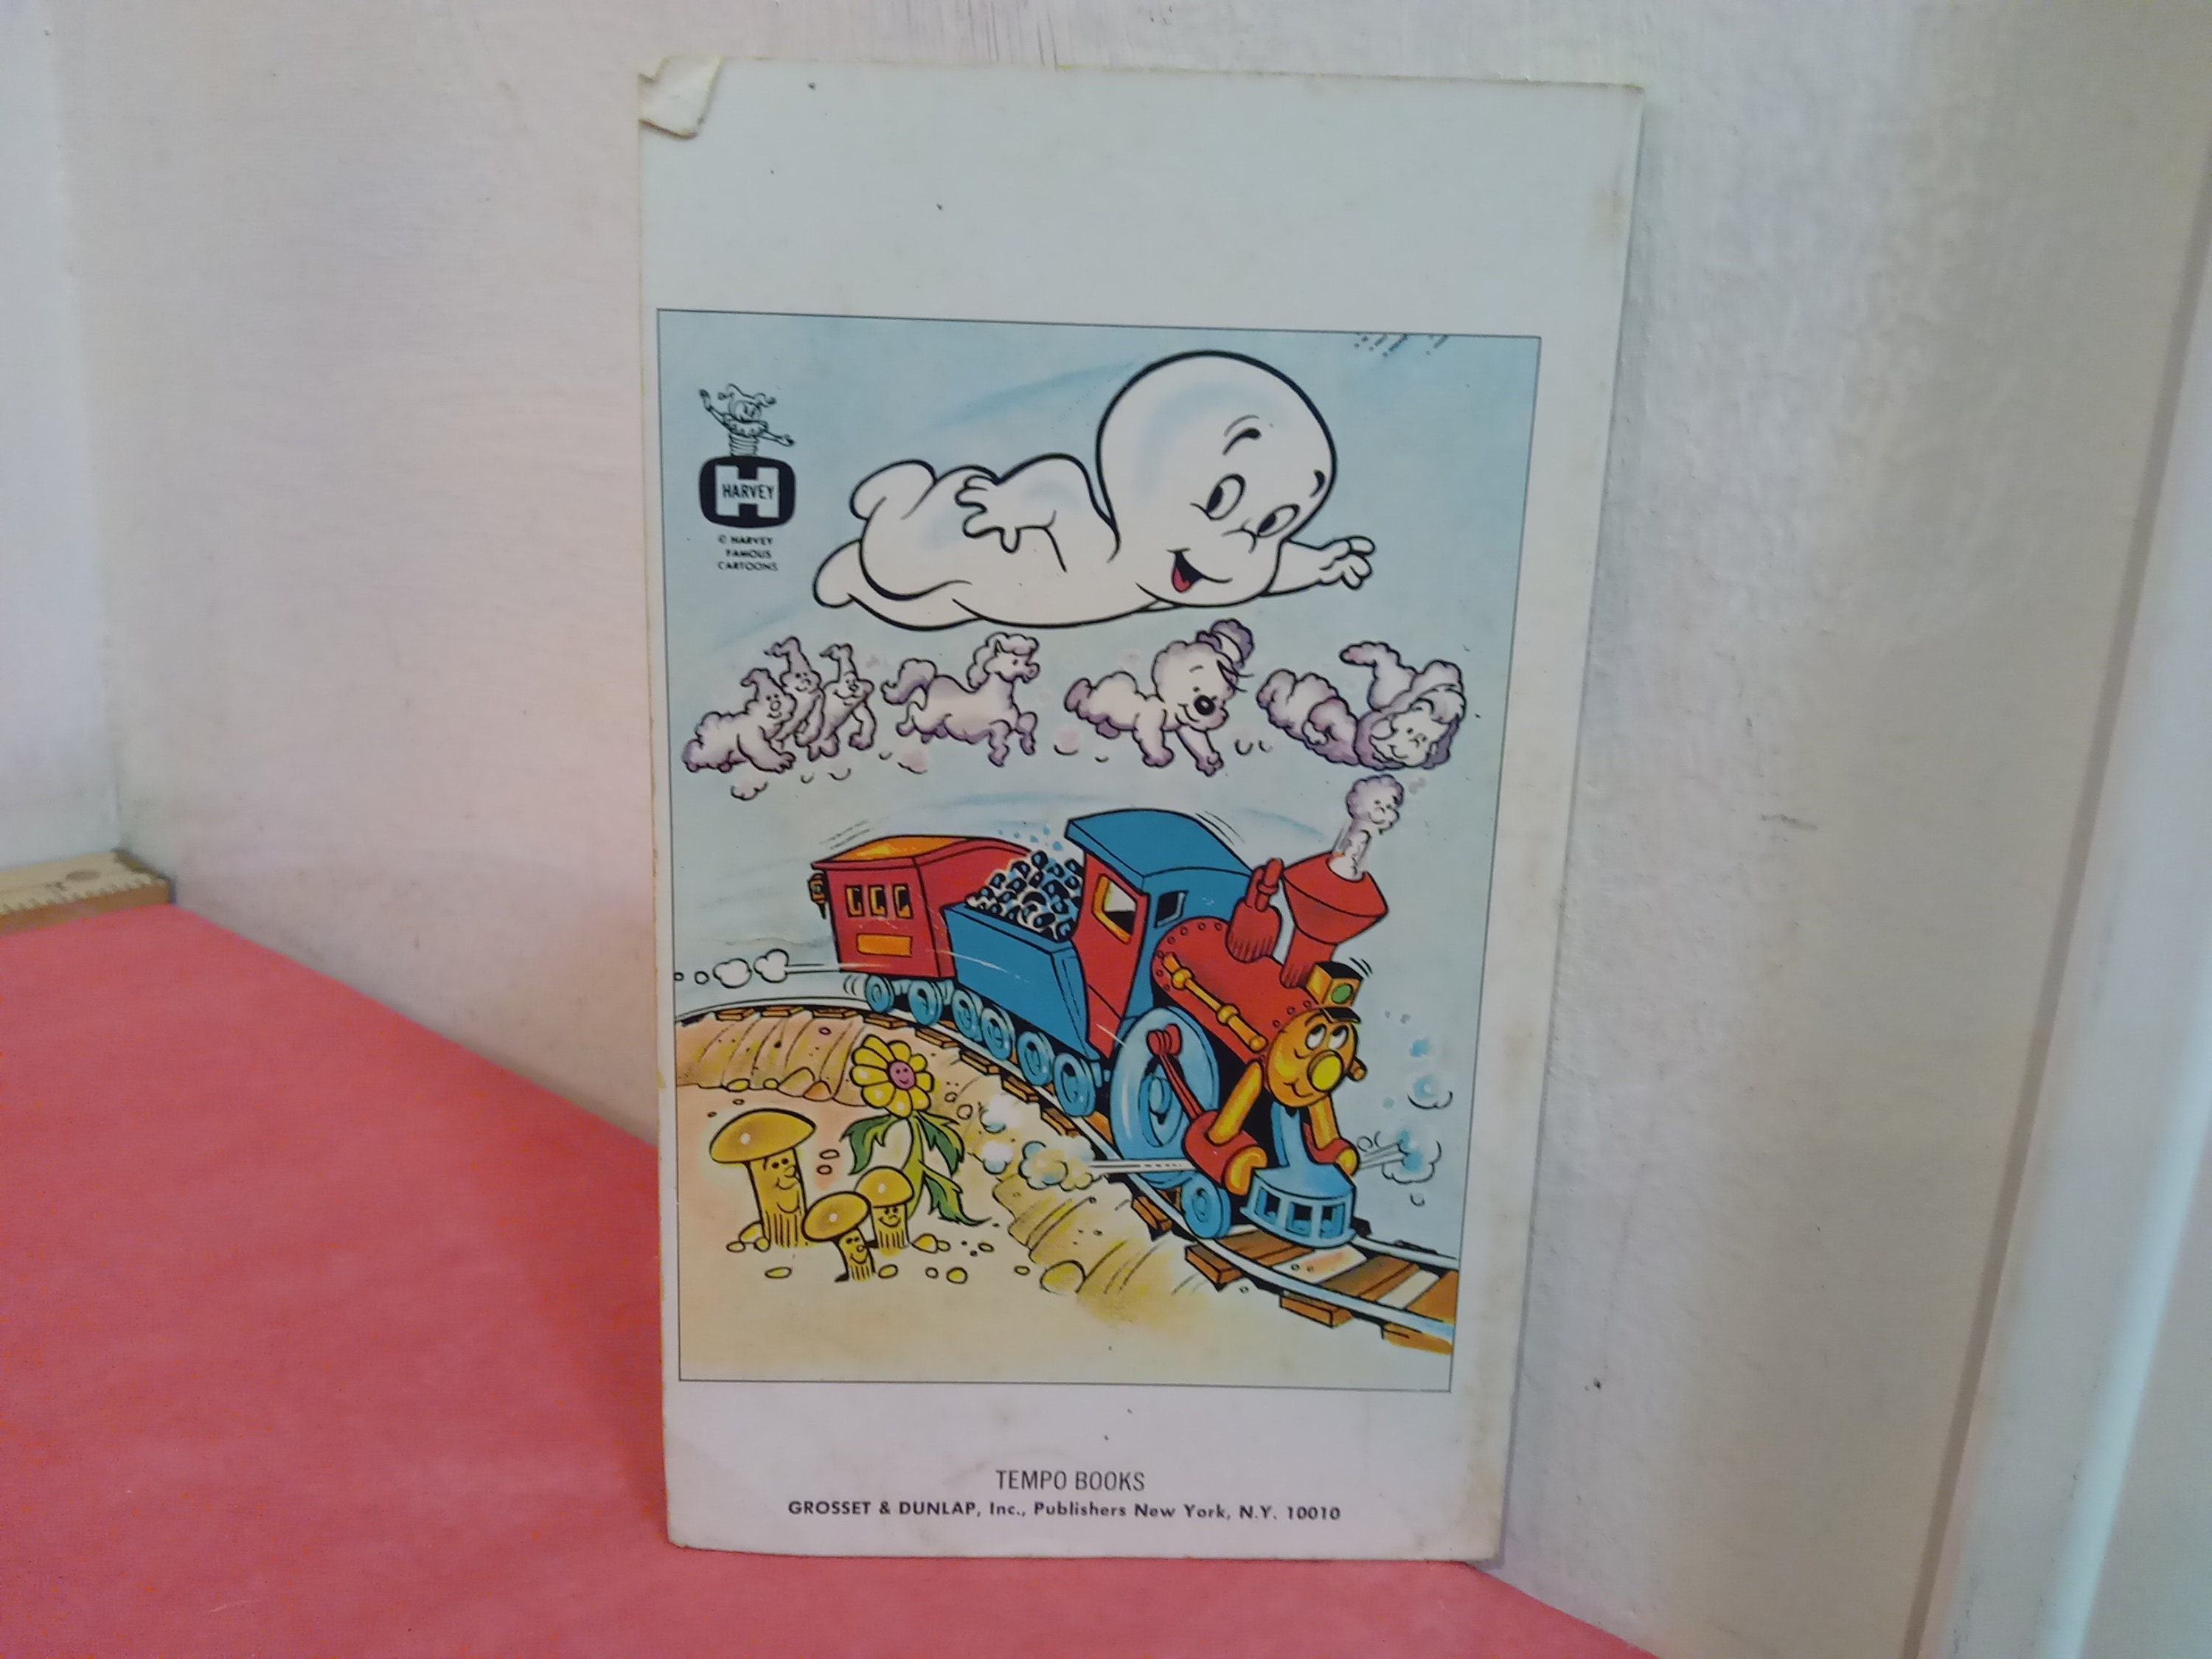 H
HARVEY
© HARVEY
FAMOUS
CARTOONS
TEMPO BOOKS
GROSSET & DUNLAP, Inc., Publishers New York, N.Y. 10010